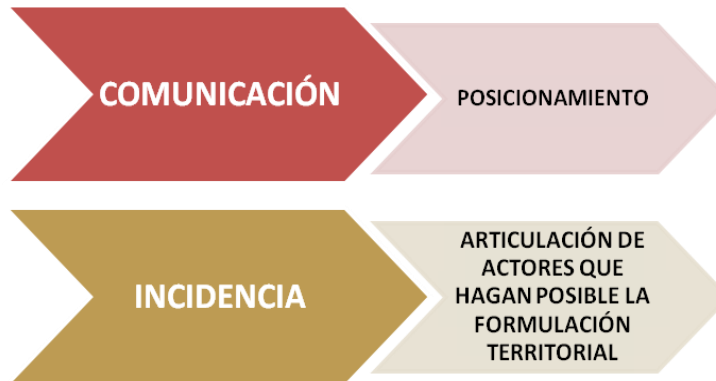 COMUNICACIÓN
POSICIONAMIENTO
INCIDENCIA
ARTICULACIÓN DE
ACTORES QUE
HAGAN POSIBLE LA
FORMULACIÓN
TERRITORIAL